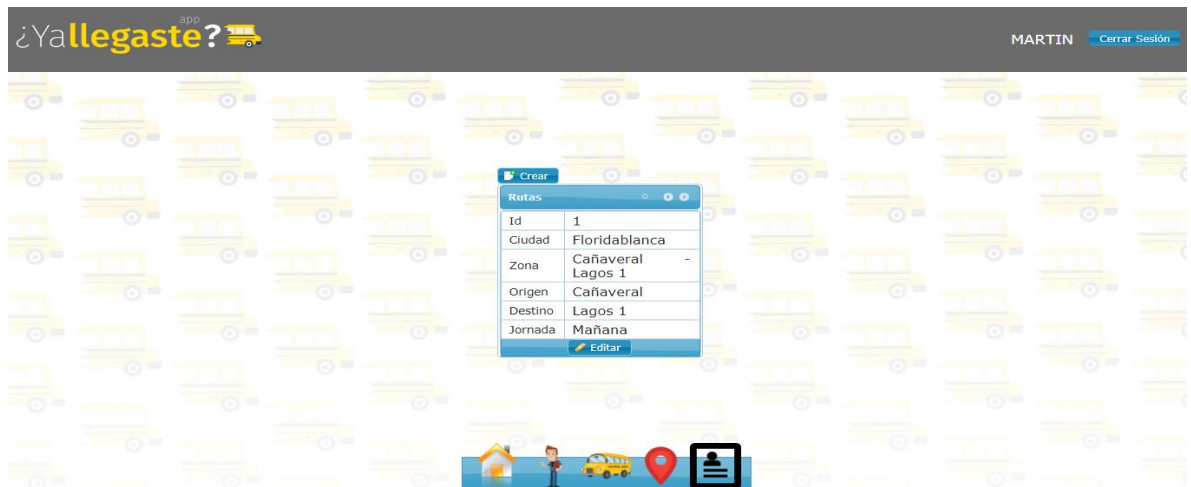 app
¿Yallegaste?
MARTIN Cerrar Sesión
Crear
Rutas
Id 1
Ciudad Floridablanca
Zona Cañaveral -
Lagos 1
Origen Cañaveral
Destino Lagos 1
Jornada Mañana
Editar